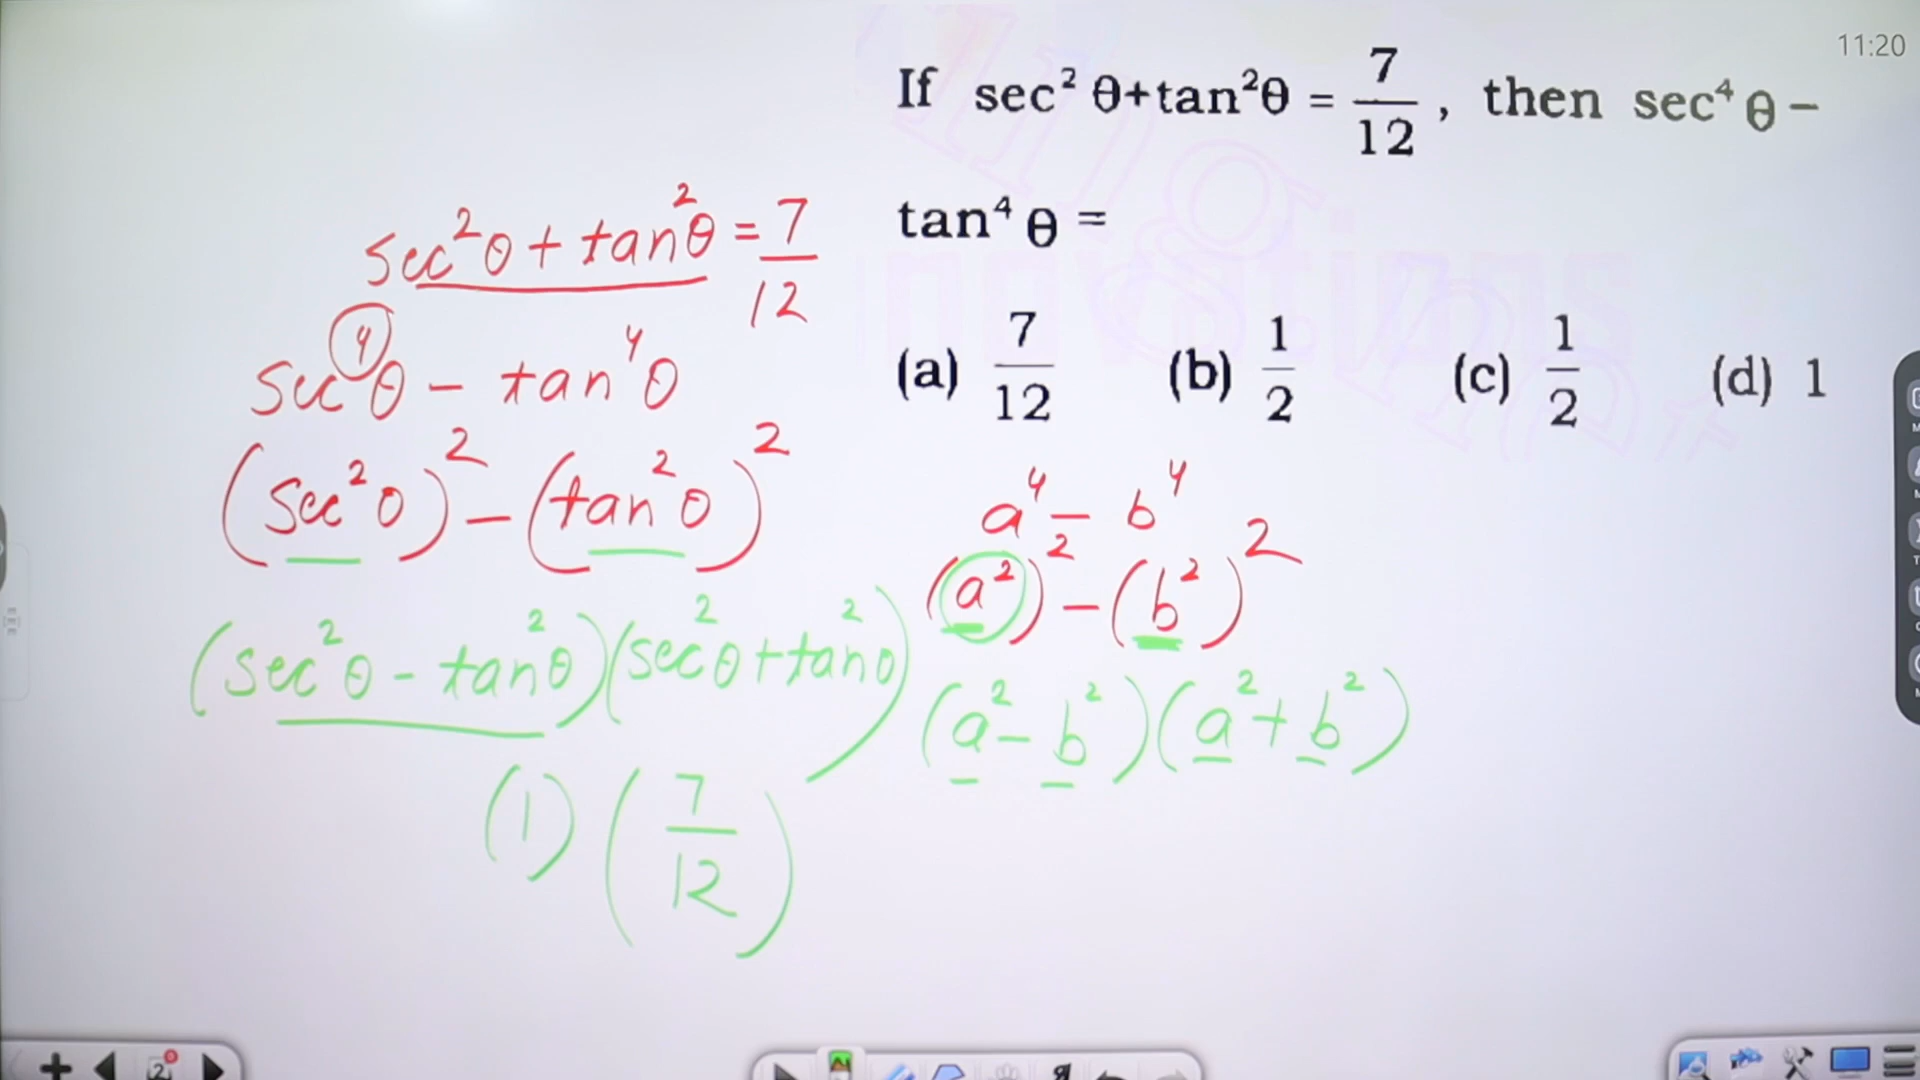 11:20
If sec² θ+tan²θ = 7/12, then sec⁴ θ −
tan⁴ θ =
(a) 7/12 (b) 1/2 (c) 1/2 (d) 1
sec²θ + tan²θ = 7/12
sec⁴θ − tan⁴θ
(sec²θ)² − (tan²θ)²
(sec²θ − tan²θ)(sec²θ + tan²θ)
(1)(7/12)
a⁴ − b⁴
(a²)² − (b²)²
(a² − b²)(a² + b²)
2